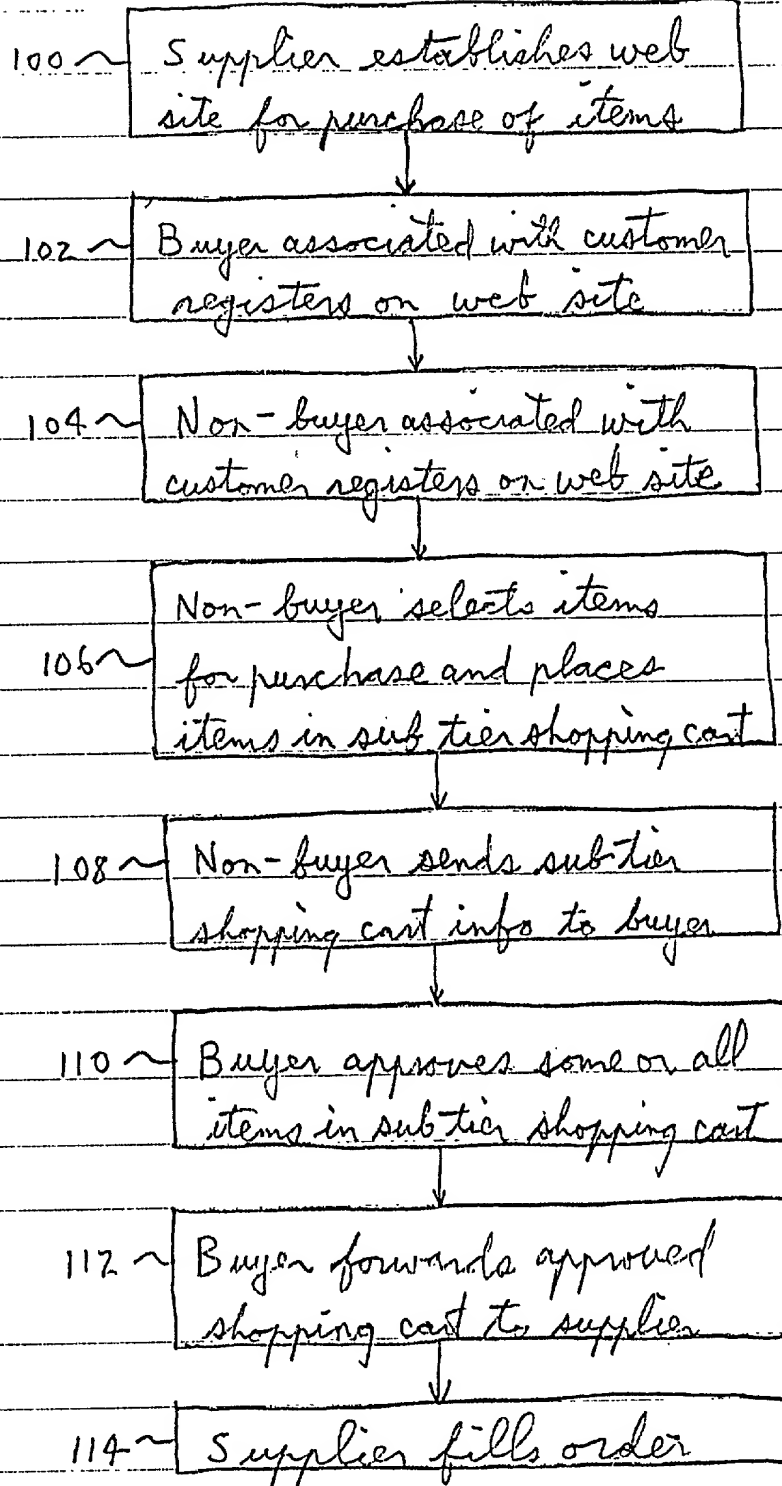 100 Supplier establishes web
site for purchase of items
102 Buyer associated with customer
registers on web site
104 Non-buyer associated with
customer registers on web site
Non-buyer selects items
106 for purchase and places
items in sub tier shopping cart
108 Non-buyer sends sub-tier
shopping cart info to buyer
110 Buyer approves some or all
items in sub tier shopping cart
112 Buyer forwards approved
shopping cart to supplier
114 Supplier fills order